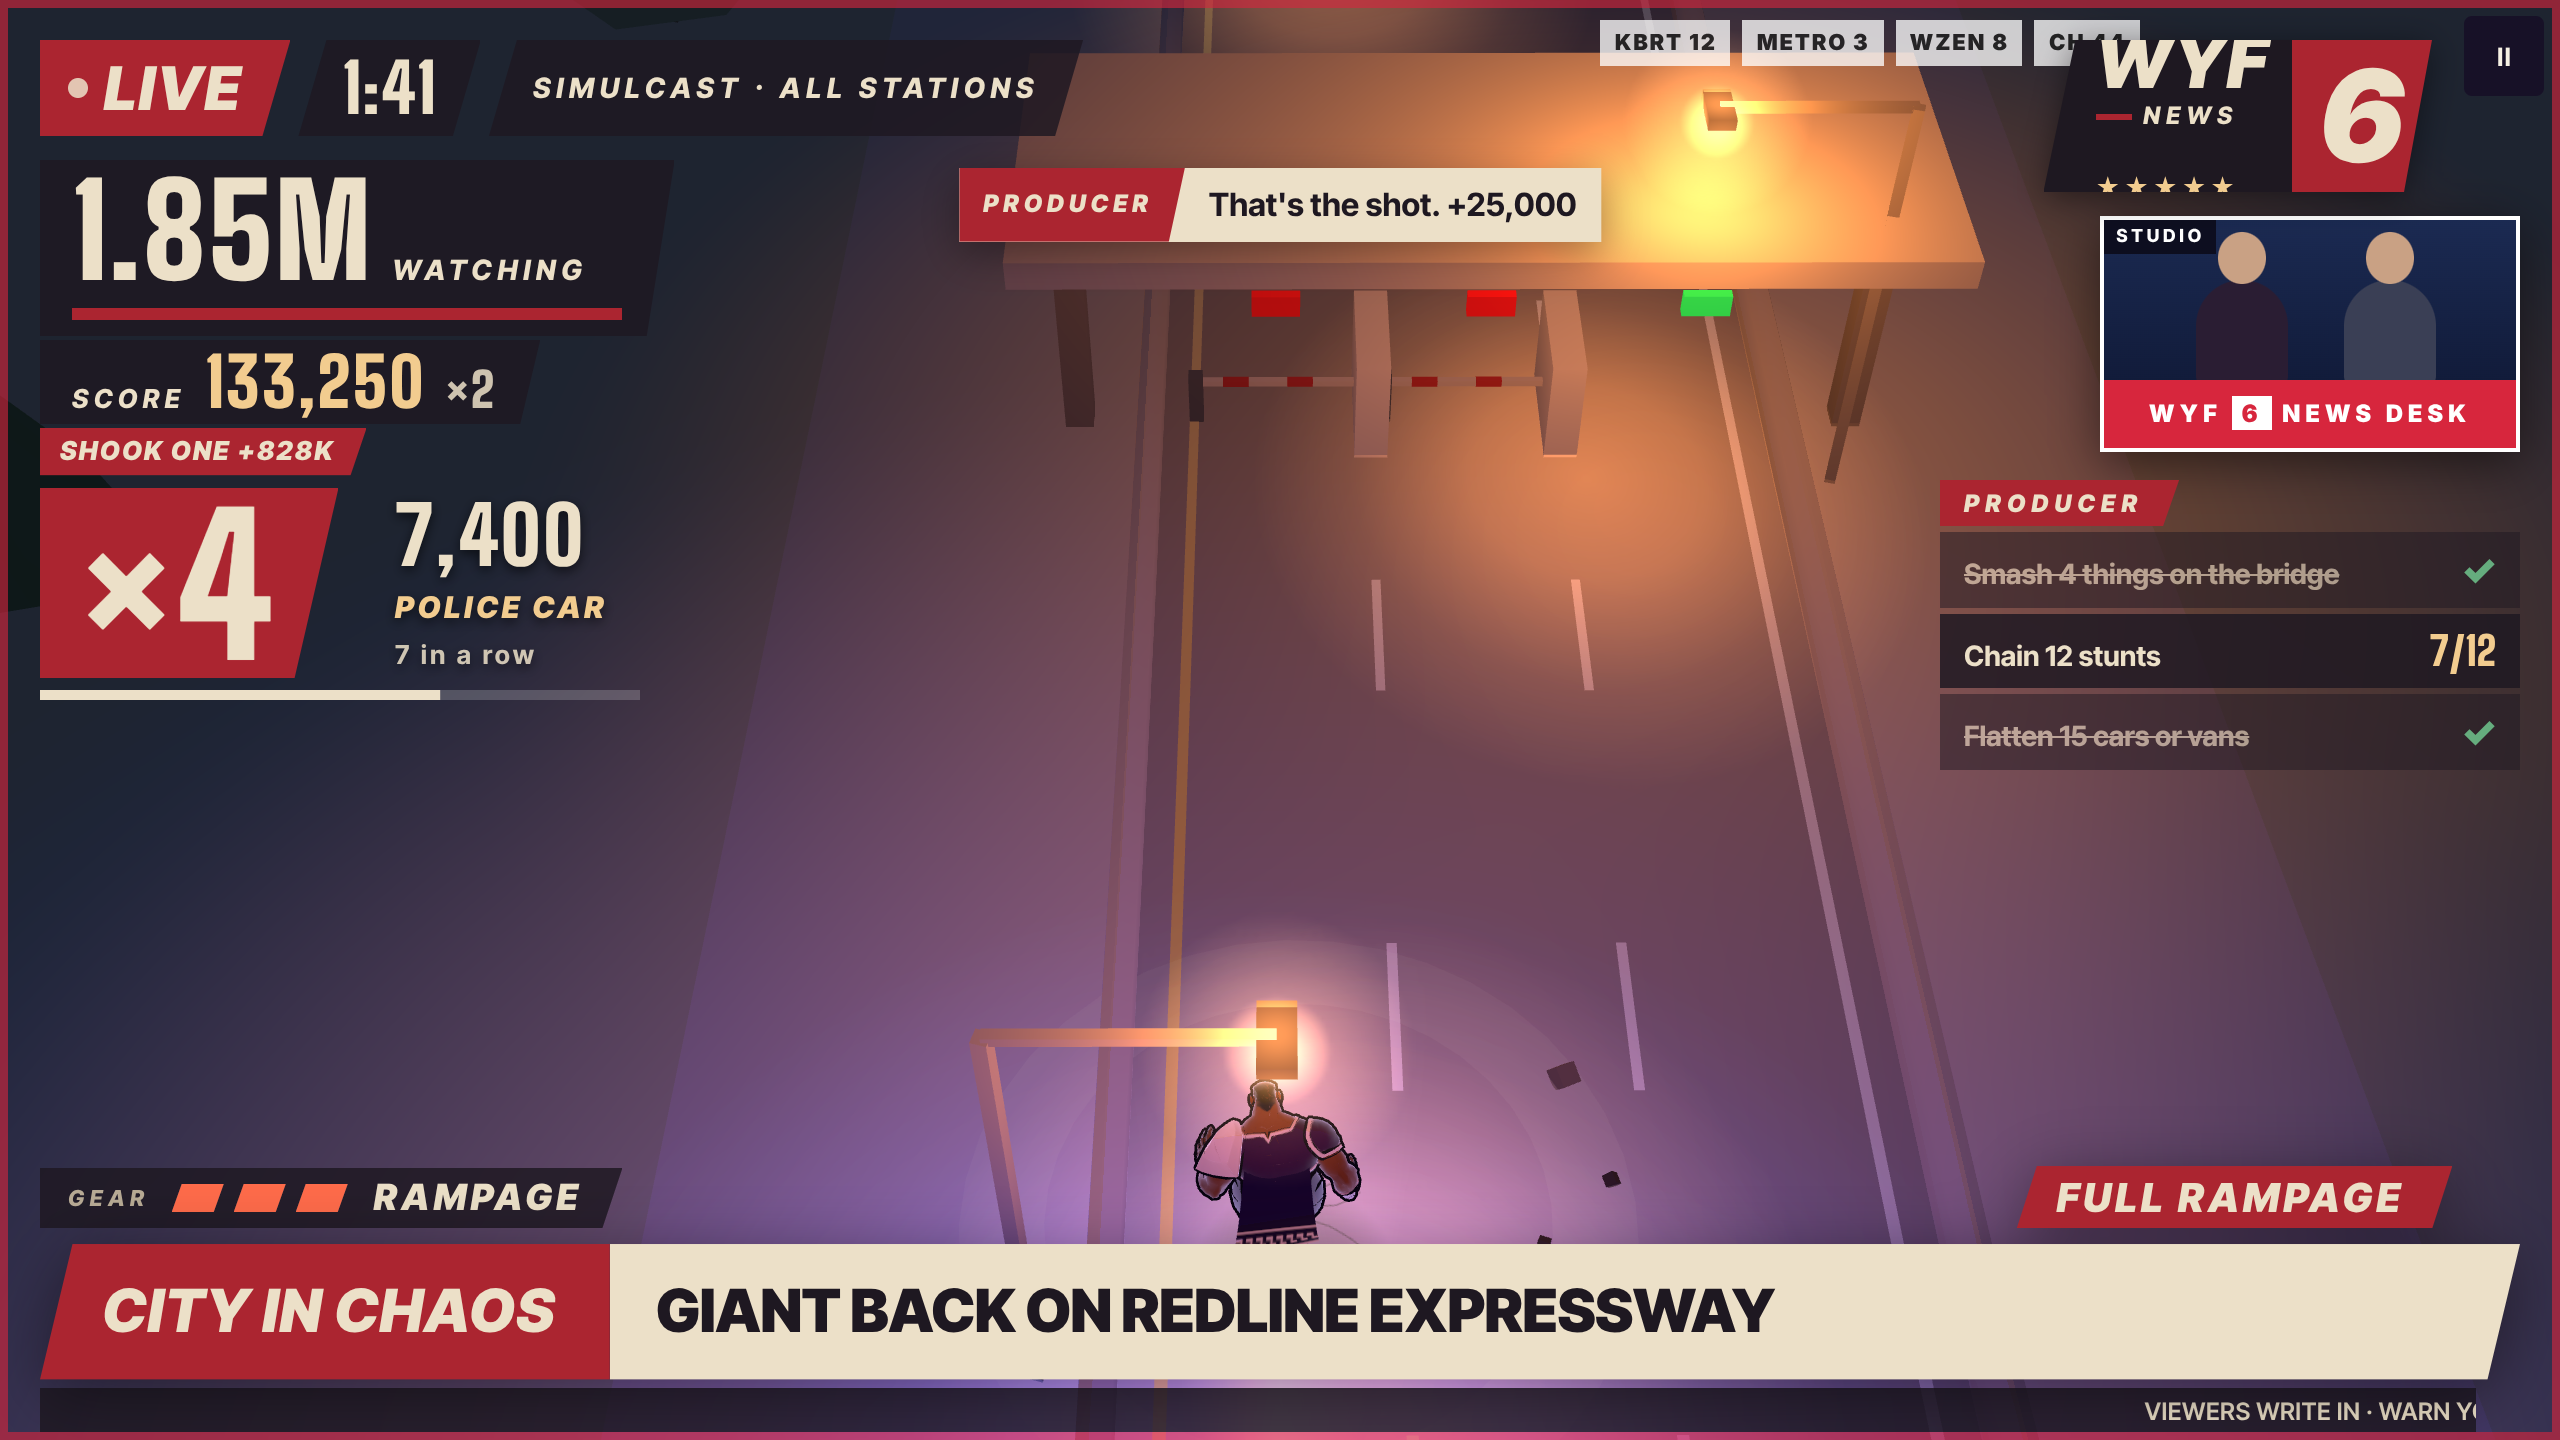 LIVE
1:41
SIMULCAST · ALL STATIONS
KBRT 12
METRO 3
WZEN 8
WYF
NEWS
★★★★★
6
1.85M WATCHING
PRODUCER
That's the shot. +25,000
STUDIO
WYF 6 NEWS DESK
SCORE 133,250 ×2
SHOOK ONE +828K
×4
7,400
POLICE CAR
7 in a row
PRODUCER
Smash 4 things on the bridge
Chain 12 stunts 7/12
Flatten 15 cars or vans
GEAR RAMPAGE
FULL RAMPAGE
CITY IN CHAOS
GIANT BACK ON REDLINE EXPRESSWAY
VIEWERS WRITE IN · WARN